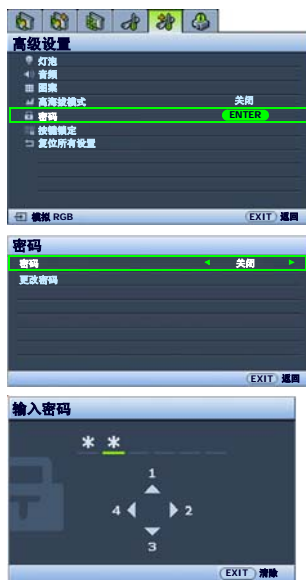 高级设置
灯泡
音频
图案
高海拔模式 关闭
密码 ENTER
按键锁定
复位所有设置
模拟 RGB EXIT 返回
密码
密码 关闭
更改密码
EXIT 返回
输入密码
* *
1
4 2
3
EXIT 清除